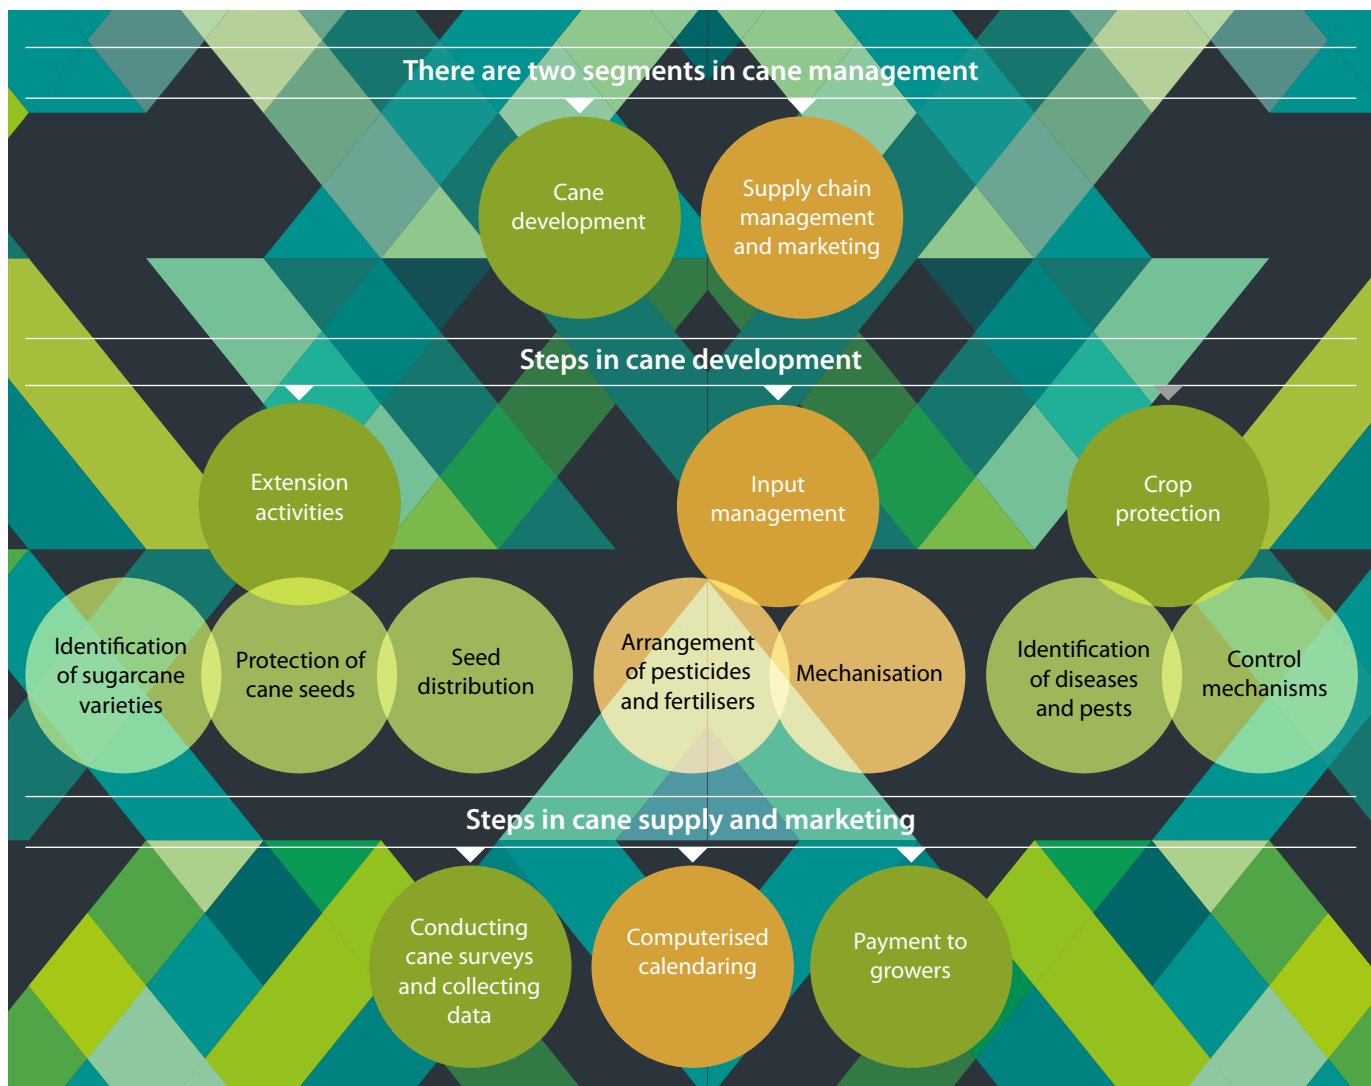 There are two segments in cane management
Cane
development
Supply chain
management
and marketing
Steps in cane development
Extension
activities
Input
management
Crop
protection
Identification
of sugarcane
varieties
Protection of
cane seeds
Seed
distribution
Arrangement
of pesticides
and fertilisers
Mechanisation
Identification
of diseases
and pests
Control
mechanisms
Steps in cane supply and marketing
Conducting
cane surveys
and collecting
data
Computerised
calendaring
Payment to
growers